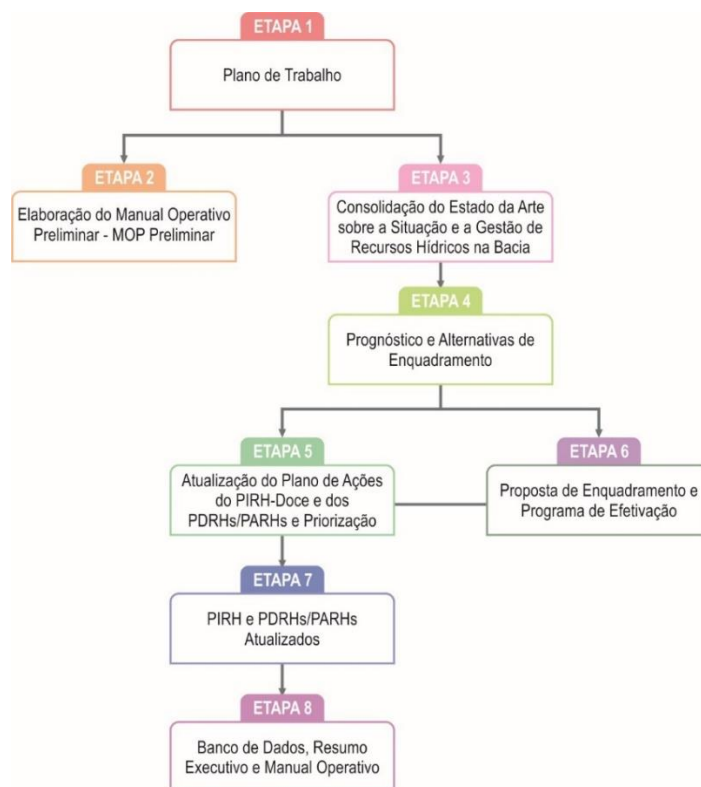 ETAPA 1
Plano de Trabalho
ETAPA 2
Elaboração do Manual Operativo
Preliminar - MOP Preliminar
ETAPA 3
Consolidação do Estado da Arte
sobre a Situação e a Gestão de
Recursos Hídricos na Bacia
ETAPA 4
Prognóstico e Alternativas de
Enquadramento
ETAPA 5
Atualização do Plano de Ações
do PIRH-Doce e dos
PDRHs/PARHs e Priorização
ETAPA 6
Proposta de Enquadramento e
Programa de Efetivação
ETAPA 7
PIRH e PDRHs/PARHs
Atualizados
ETAPA 8
Banco de Dados, Resumo
Executivo e Manual Operativo